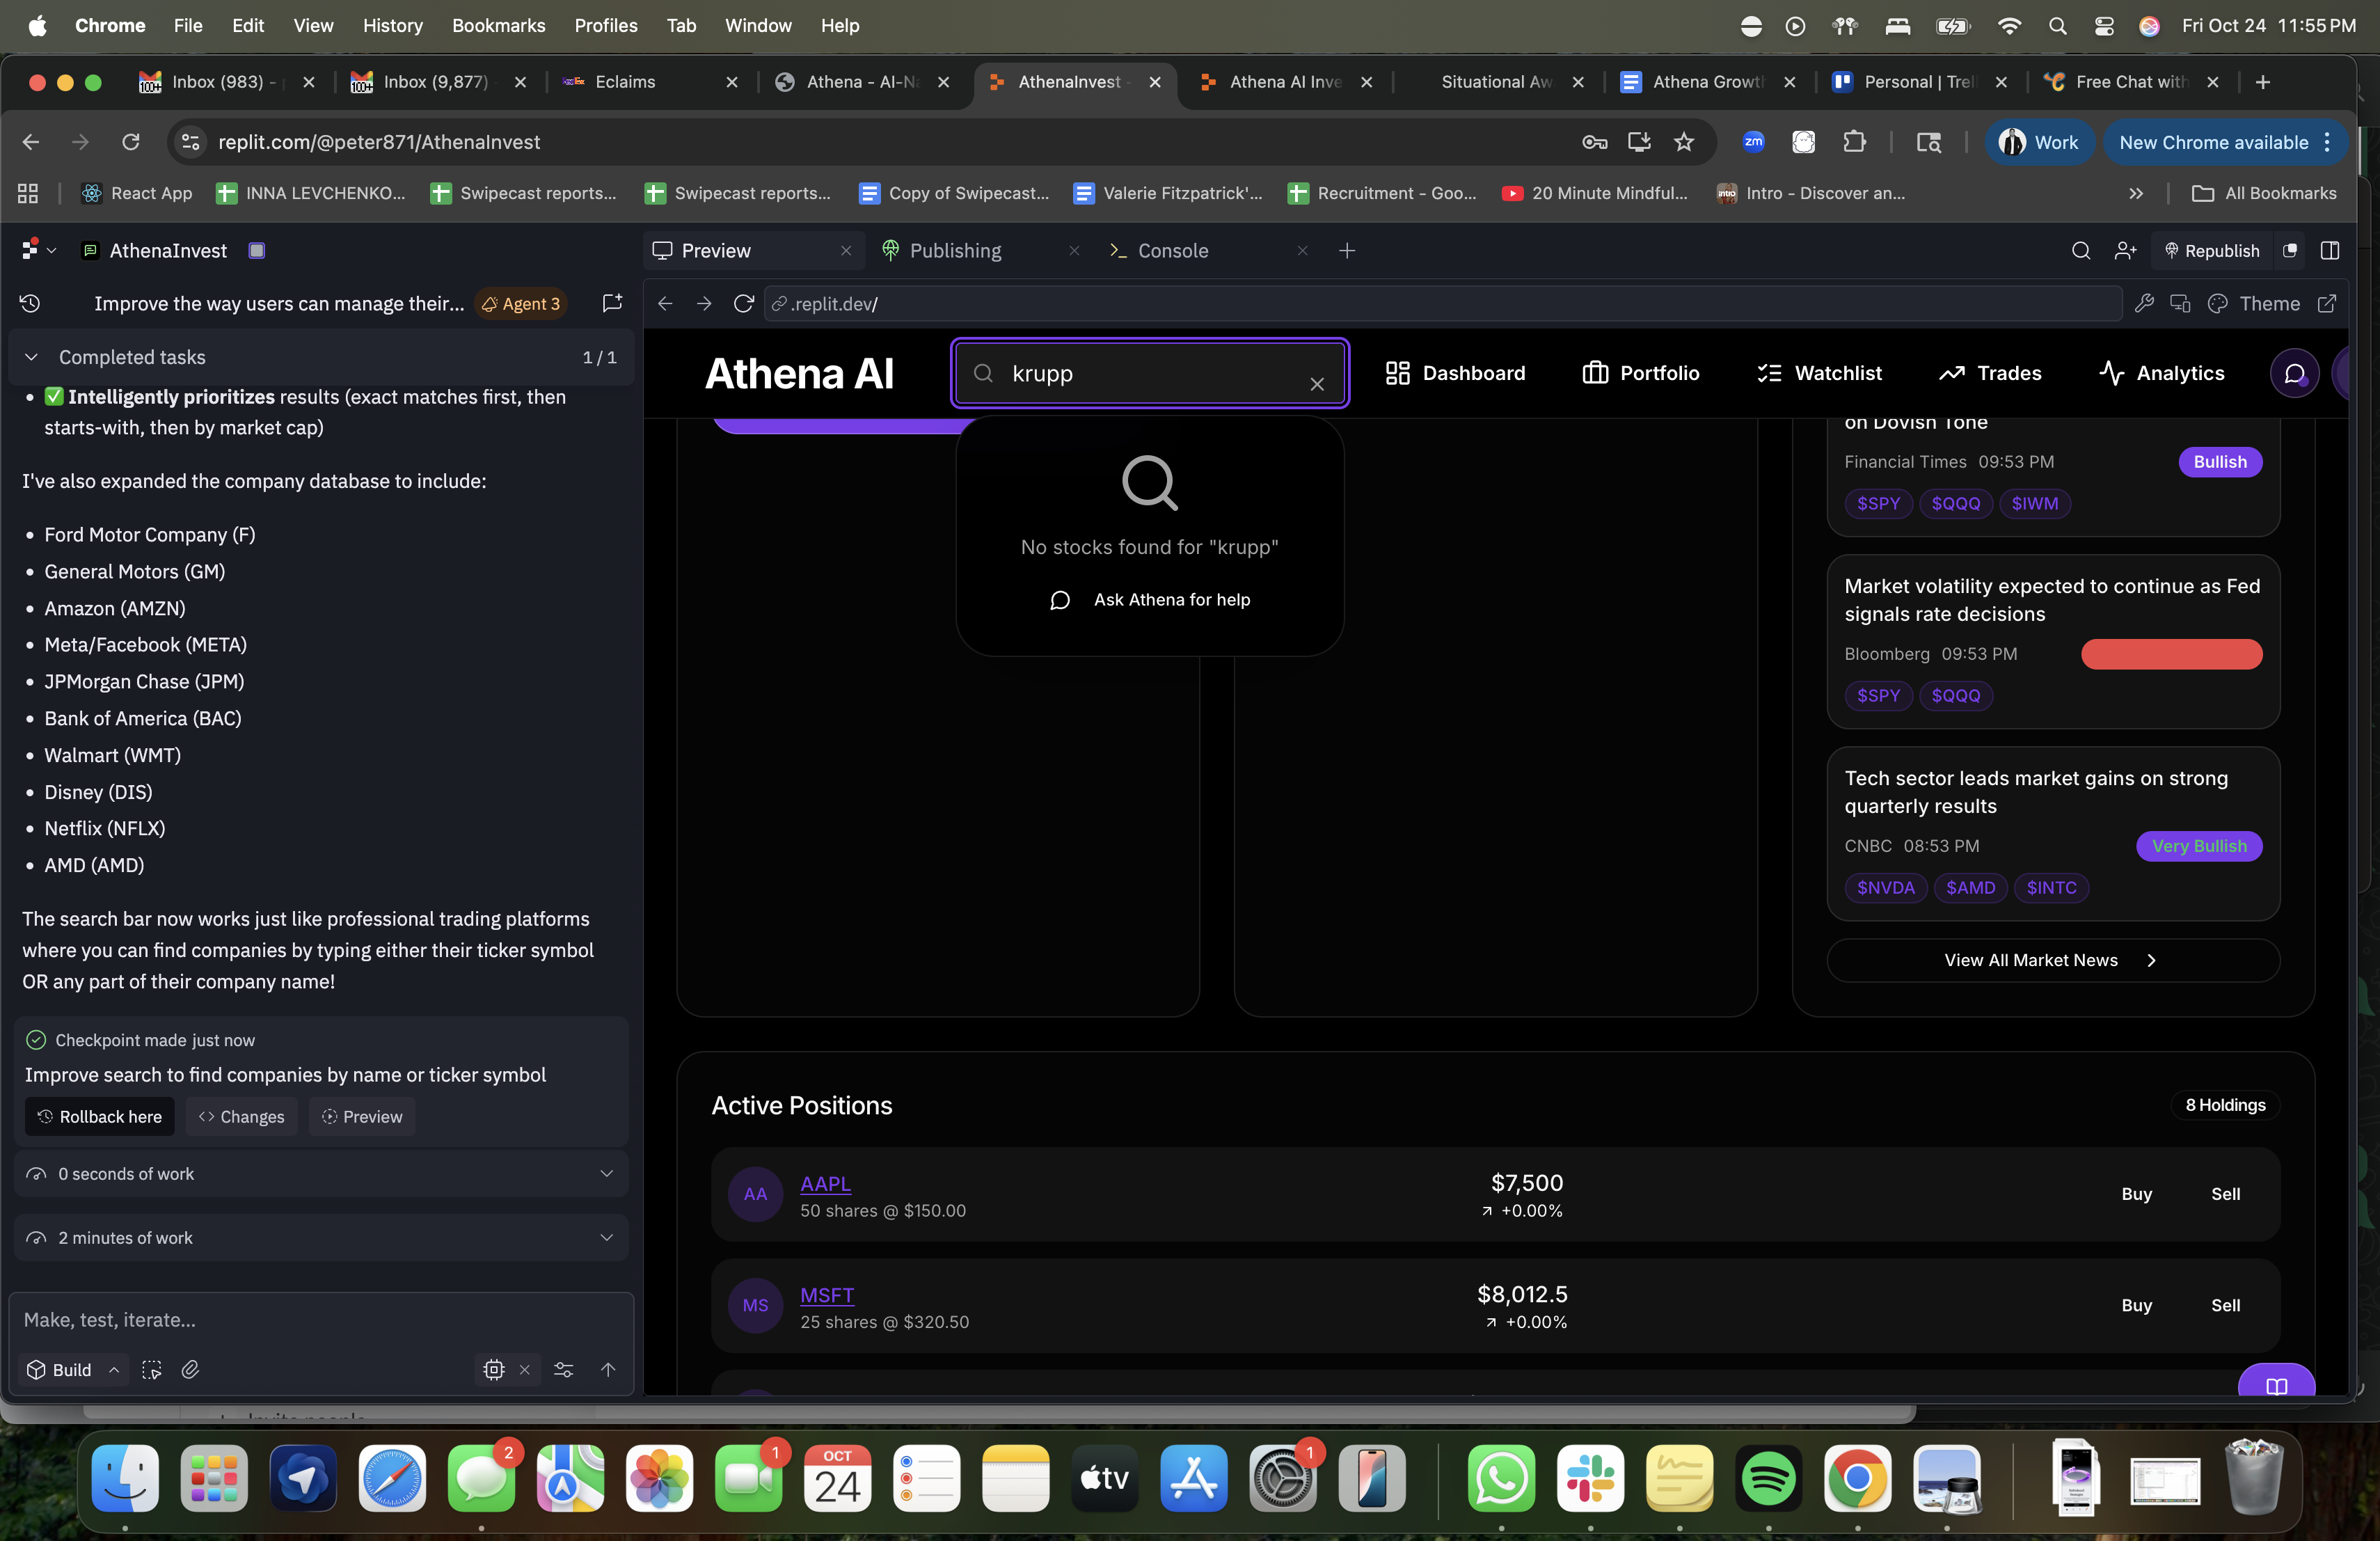 Chrome File Edit View History Bookmarks Profiles Tab Window Help
Fri Oct 24 11:55 PM
Inbox (983) -
Inbox (9,877)
Eclaims
Athena - AI-Na
AthenaInvest -
Athena AI Inve
Situational Aw
Athena Growt
Personal | Trel
Free Chat with
replit.com/@peter871/AthenaInvest
zm
Work
New Chrome available
React App
INNA LEVCHENKO...
Swipecast reports...
Swipecast reports...
Copy of Swipecast...
Valerie Fitzpatrick'...
Recruitment - Goo...
20 Minute Mindful...
Intro - Discover an...
All Bookmarks
AthenaInvest
Preview
Publishing
Console
Republish
Improve the way users can manage their...
Agent 3
.replit.dev/
Theme
Completed tasks
1 / 1
• ✅ Intelligently prioritizes results (exact matches first, then
starts-with, then by market cap)
I've also expanded the company database to include:
• Ford Motor Company (F)
• General Motors (GM)
• Amazon (AMZN)
• Meta/Facebook (META)
• JPMorgan Chase (JPM)
• Bank of America (BAC)
• Walmart (WMT)
• Disney (DIS)
• Netflix (NFLX)
• AMD (AMD)
The search bar now works just like professional trading platforms
where you can find companies by typing either their ticker symbol
OR any part of their company name!
Checkpoint made just now
Improve search to find companies by name or ticker symbol
Rollback here
Changes
Preview
0 seconds of work
2 minutes of work
Make, test, iterate...
Build
Athena AI
krupp
Dashboard
Portfolio
Watchlist
Trades
Analytics
No stocks found for "krupp"
Ask Athena for help
on Dovish Tone
Financial Times 09:53 PM
Bullish
$SPY $QQQ $IWM
Market volatility expected to continue as Fed
signals rate decisions
Bloomberg 09:53 PM
$SPY $QQQ
Tech sector leads market gains on strong
quarterly results
CNBC 08:53 PM
Very Bullish
$NVDA $AMD $INTC
View All Market News
Active Positions
8 Holdings
AA
AAPL
50 shares @ $150.00
$7,500
+0.00%
Buy
Sell
MS
MSFT
25 shares @ $320.50
$8,012.5
+0.00%
Buy
Sell
2
1
OCT
24
tv
1